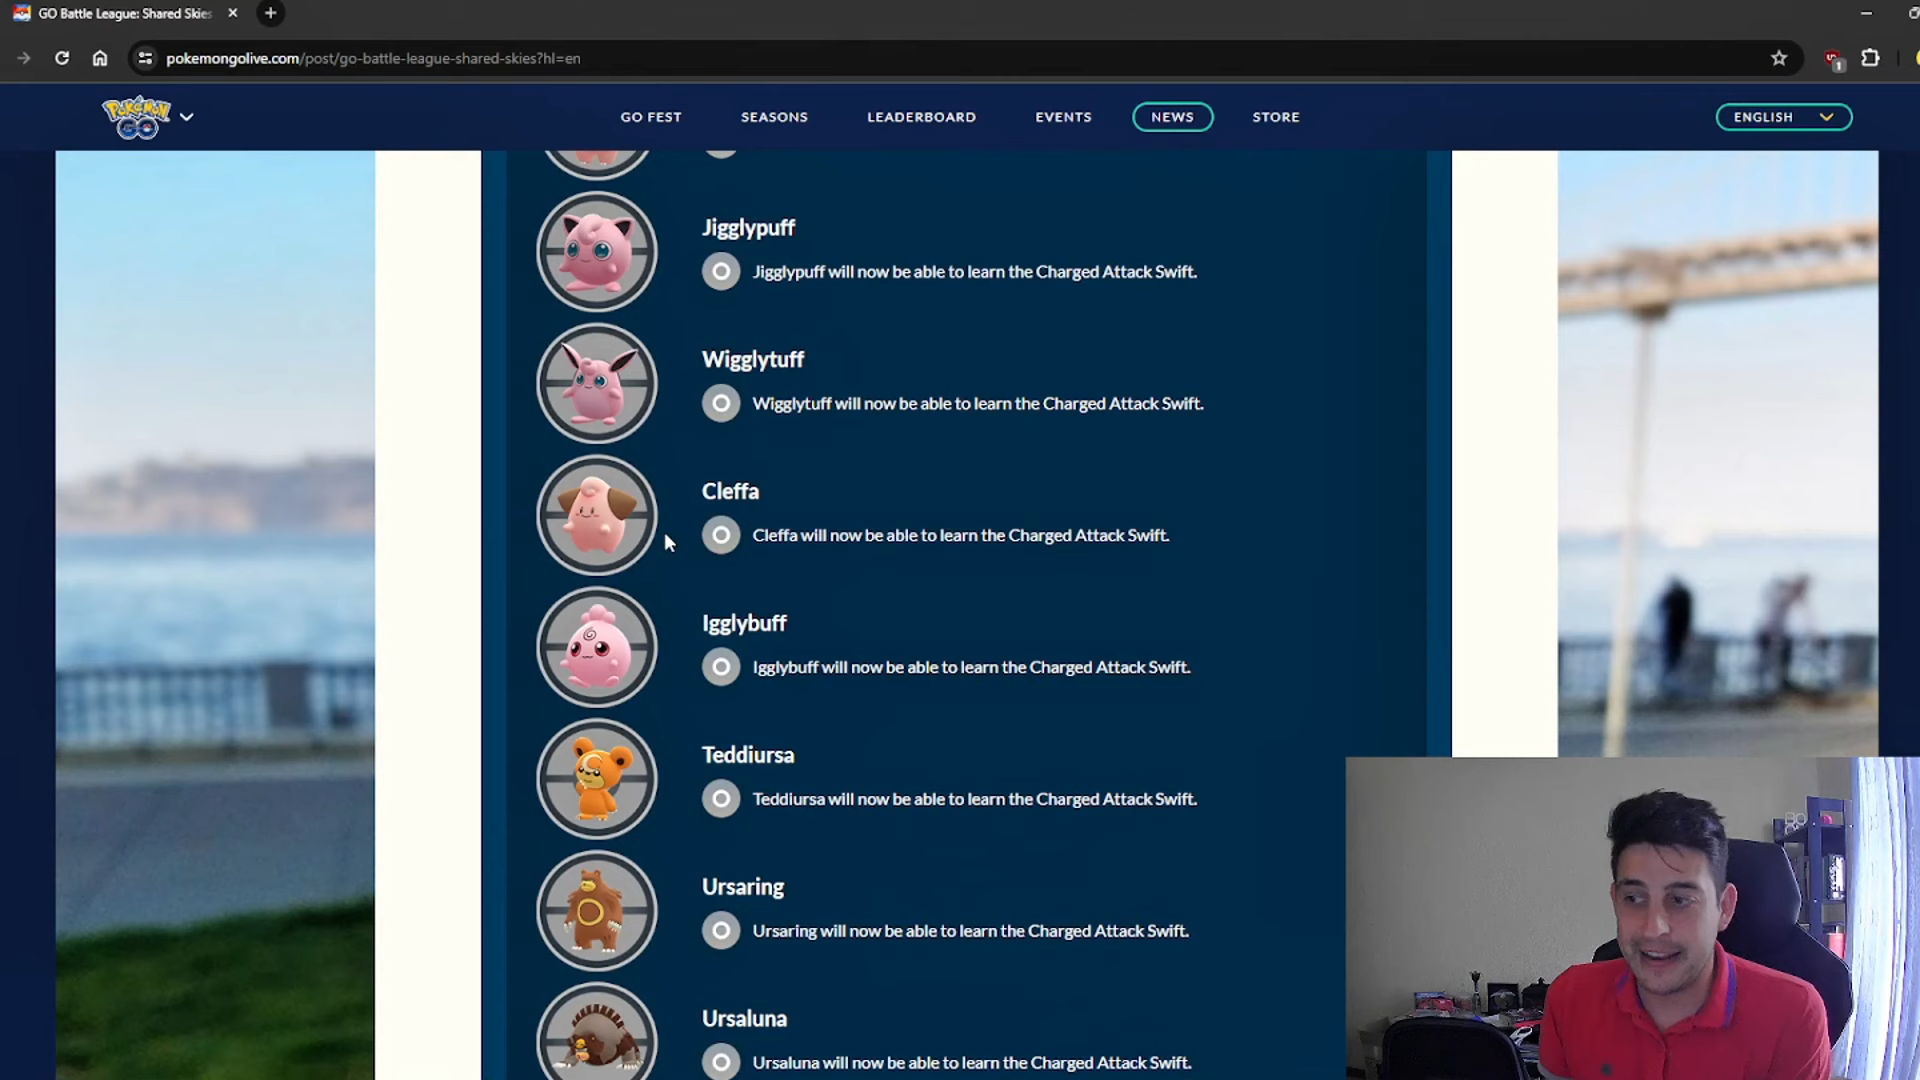 GO Battle League: Shared Skies
pokemongolive.com/post/go-battle-league-shared-skies?hl=en
1
POKÉMON GO
GO FEST
SEASONS
LEADERBOARD
EVENTS
NEWS
STORE
ENGLISH
Jigglypuff
Jigglypuff will now be able to learn the Charged Attack Swift.
Wigglytuff
Wigglytuff will now be able to learn the Charged Attack Swift.
Cleffa
Cleffa will now be able to learn the Charged Attack Swift.
Igglybuff
Igglybuff will now be able to learn the Charged Attack Swift.
Teddiursa
Teddiursa will now be able to learn the Charged Attack Swift.
Ursaring
Ursaring will now be able to learn the Charged Attack Swift.
Ursaluna
Ursaluna will now be able to learn the Charged Attack Swift.